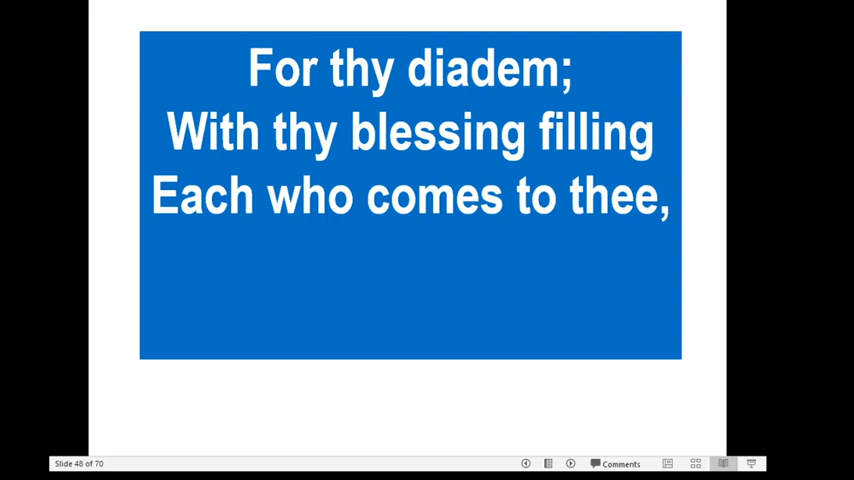 For thy diadem;
With thy blessing filling
Each who comes to thee,
Slide 48 of 70
Comments